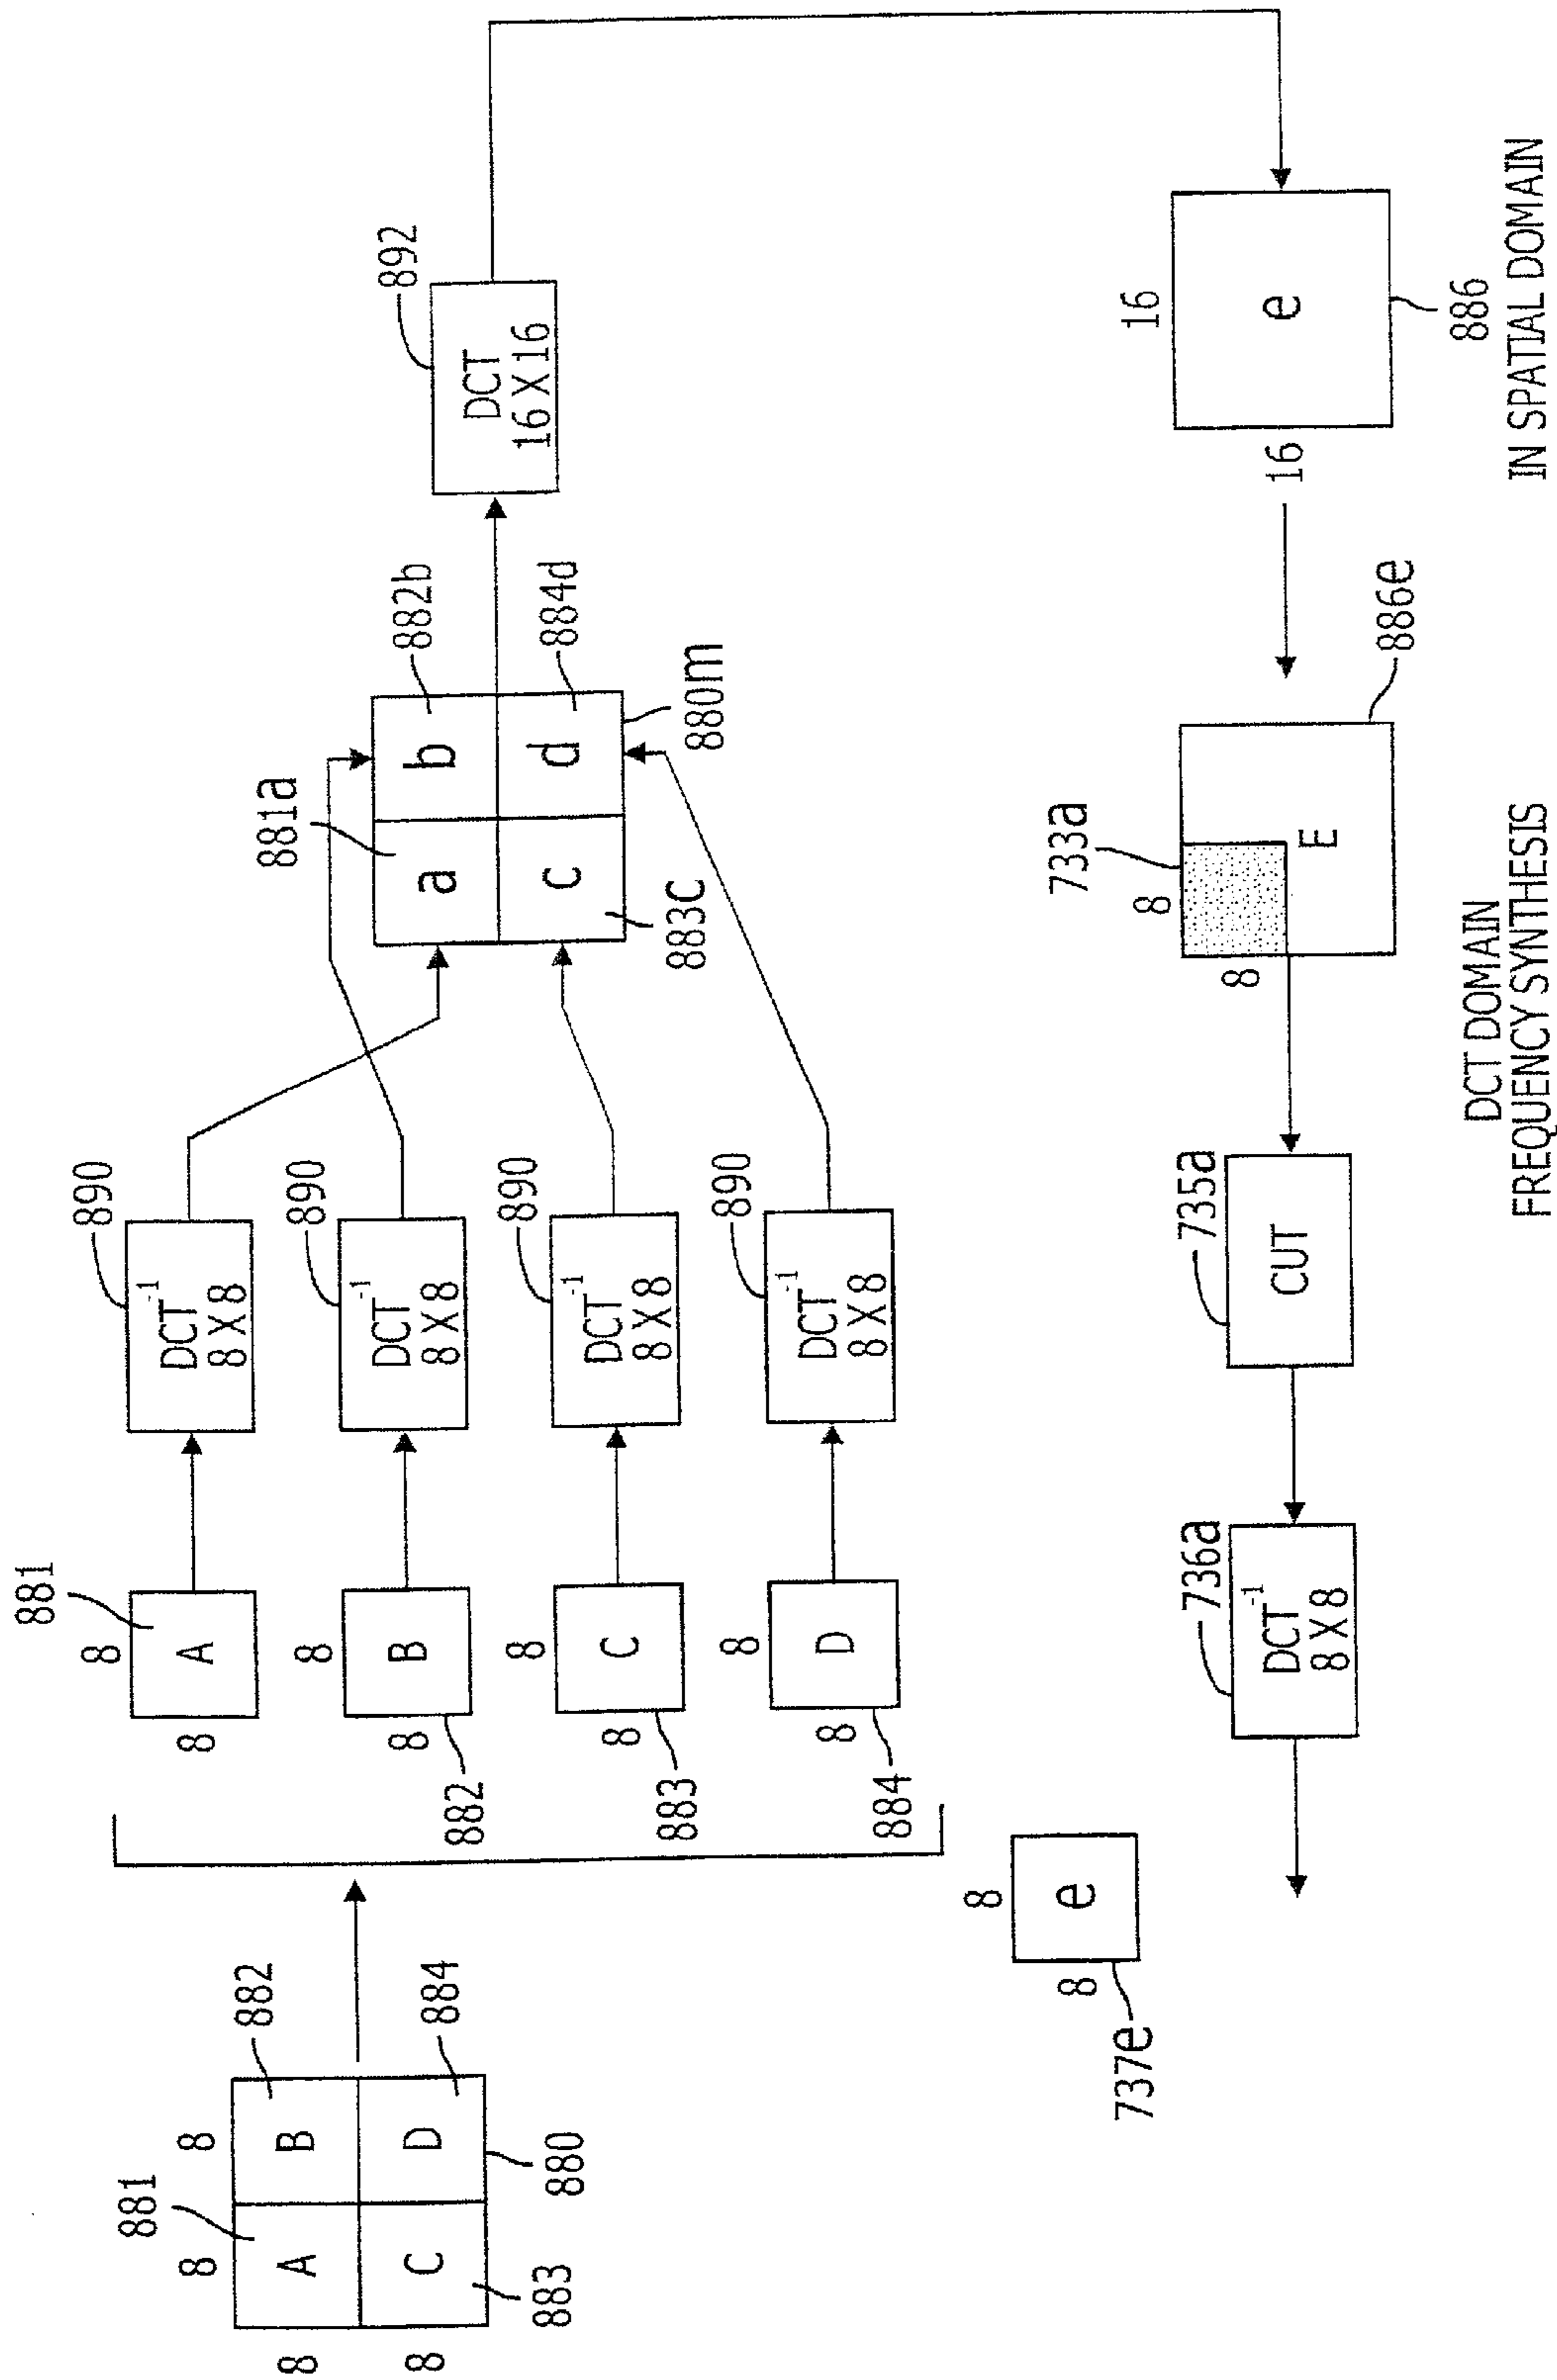 881
882
8
8
8
A
B
8
C
D
883
880
884
8
881
8
A
890
DCT-1
8 X 8
8
8
B
882
890
DCT-1
8 X 8
8
8
C
883
890
DCT-1
8 X 8
8
8
D
884
890
DCT-1
8 X 8
881a
882b
a
b
c
d
883C
884d
880m
892
DCT
16 X 16
16
16
e
886
IN SPATIAL DOMAIN
733a
8
8
E
886e
DCT DOMAIN
FREQUENCY SYNTHESIS
735a
CUT
736a
DCT-1
8 X 8
8
8
e
737e